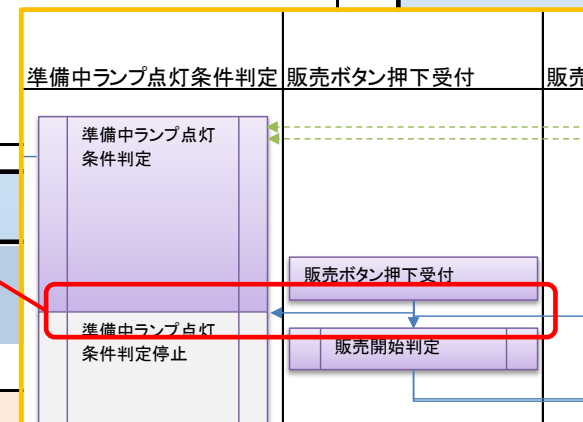 準備中ランプ点灯条件判定
販売ボタン押下受付
販売
準備中ランプ点灯
条件判定
販売ボタン押下受付
準備中ランプ点灯
条件判定停止
販売開始判定